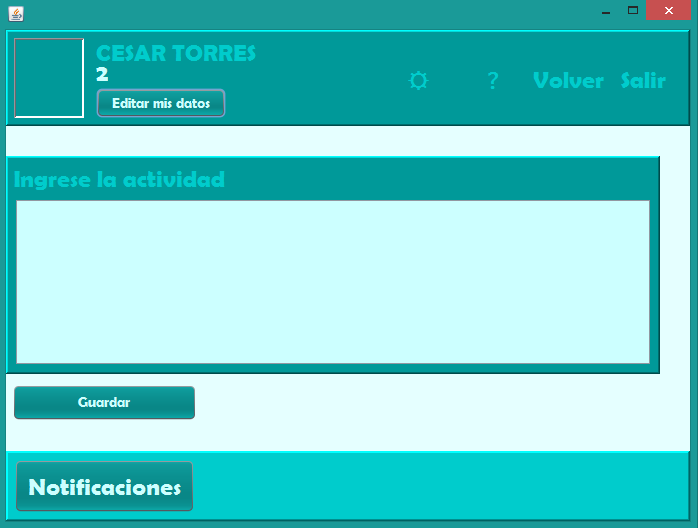 CESAR TORRES
2
Editar mis datos
? Volver Salir
Ingrese la actividad
Guardar
Notificaciones